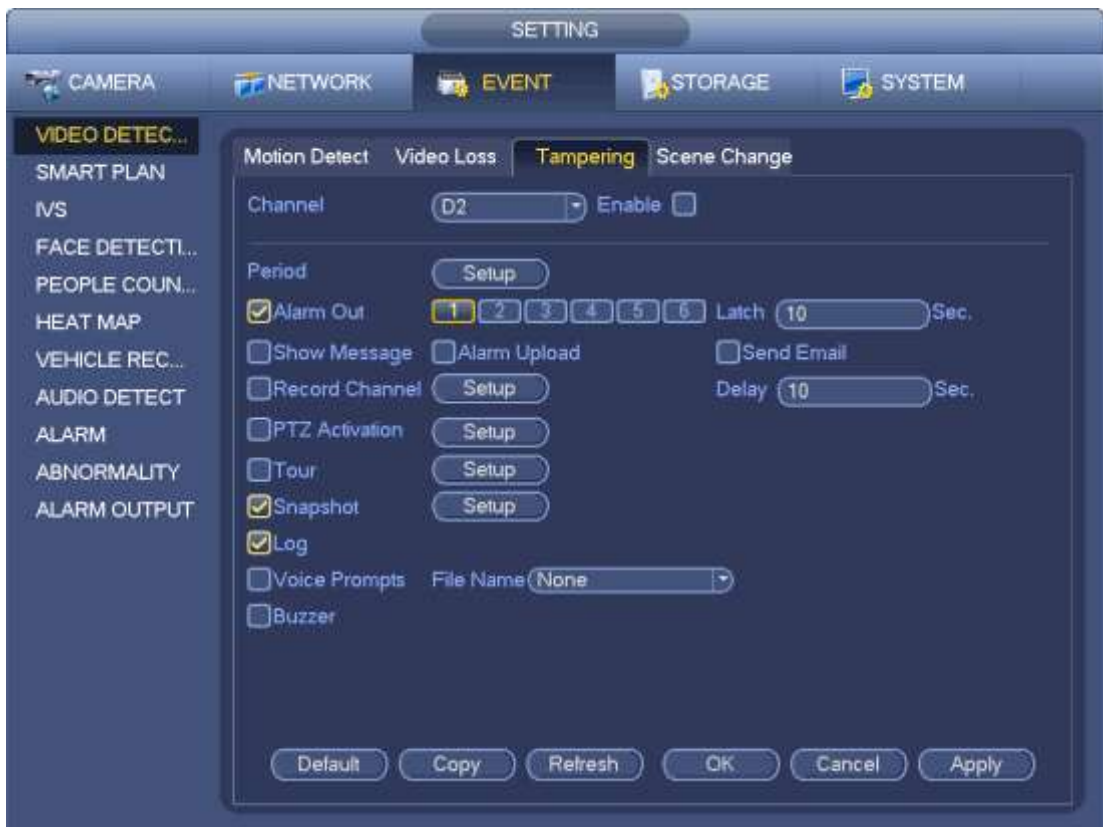 SETTING
CAMERA NETWORK EVENT STORAGE SYSTEM
VIDEO DETEC...
SMART PLAN
IVS
FACE DETECTI...
PEOPLE COUN...
HEAT MAP
VEHICLE REC...
AUDIO DETECT
ALARM
ABNORMALITY
ALARM OUTPUT
Motion Detect Video Loss Tampering Scene Change
Channel D2 Enable
Period Setup
Alarm Out 1 2 3 4 5 6 Latch 10 Sec.
Show Message Alarm Upload Send Email
Record Channel Setup Delay 10 Sec.
PTZ Activation Setup
Tour Setup
Snapshot Setup
Log
Voice Prompts File Name None
Buzzer
Default Copy Refresh OK Cancel Apply